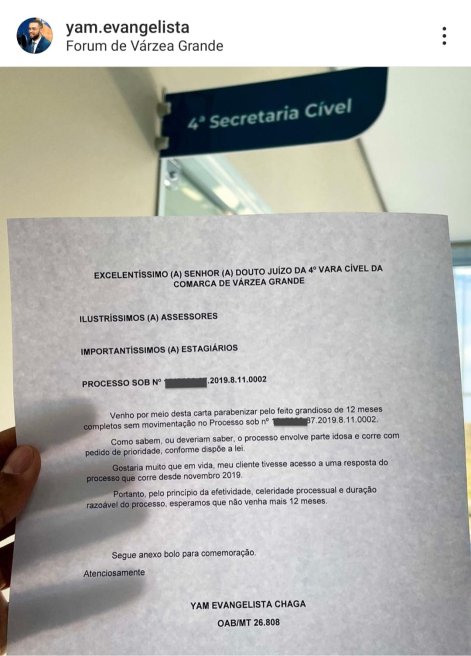 yam.evangelista
Forum de Várzea Grande
4ª Secretaria Cível
EXCELENTÍSSIMO (A) SENHOR (A) DOUTO JUÍZO DA 4º VARA CÍVEL DA
COMARCA DE VÁRZEA GRANDE
ILUSTRÍSSIMOS (A) ASSESSORES
IMPORTANTÍSSIMOS (A) ESTAGIÁRIOS
PROCESSO SOB Nº .2019.8.11.0002
Venho por meio desta carta parabenizar pelo feito grandioso de 12 meses
completos sem movimentação no Processo sob nº 87.2019.8.11.0002.
Como sabem, ou deveriam saber, o processo envolve parte idosa e corre com
pedido de prioridade, conforme dispõe a lei.
Gostaria muito que em vida, meu cliente tivesse acesso a uma resposta do
processo que corre desde novembro 2019.
Portanto, pelo principio da efetividade, celeridade processual e duração
razoável do processo, esperamos que não venha mais 12 meses.
Segue anexo bolo para comemoração.
Atenciosamente
YAM EVANGELISTA CHAGA
OAB/MT 26.808